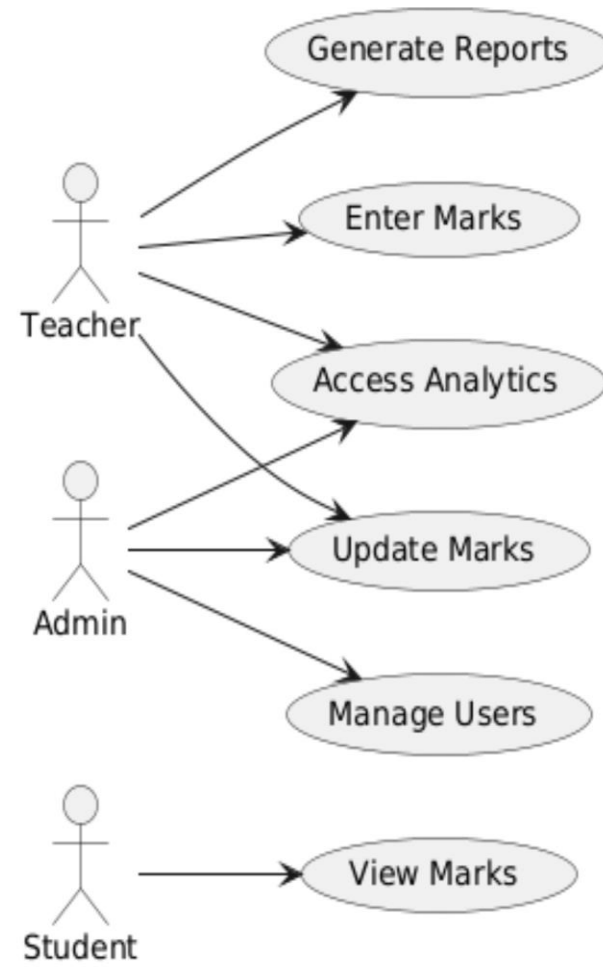 Generate Reports
Enter Marks
Teacher
Access Analytics
Update Marks
Admin
Manage Users
View Marks
Student